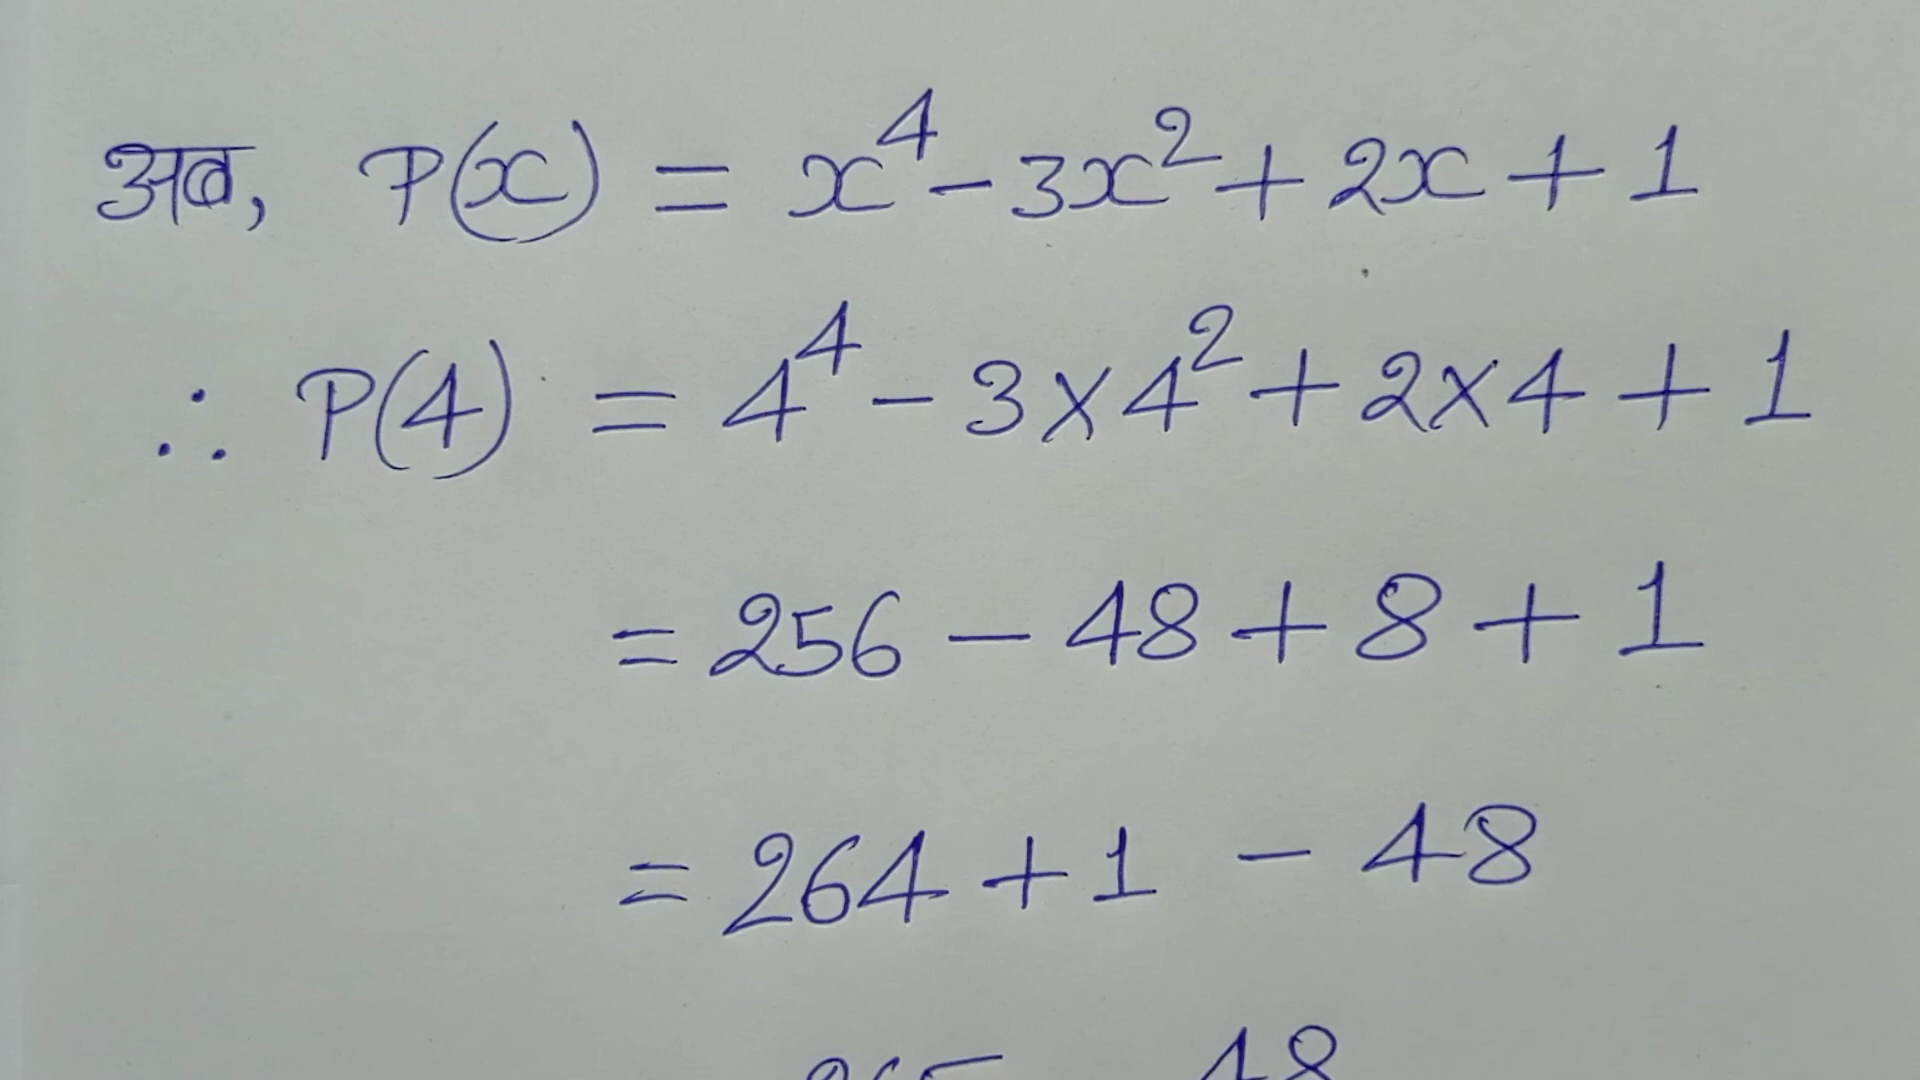 अब, P(x) = x⁴ - 3x² + 2x + 1
∴ P(4) = 4⁴ - 3×4² + 2×4 + 1
= 256 - 48 + 8 + 1
= 264 + 1 - 48